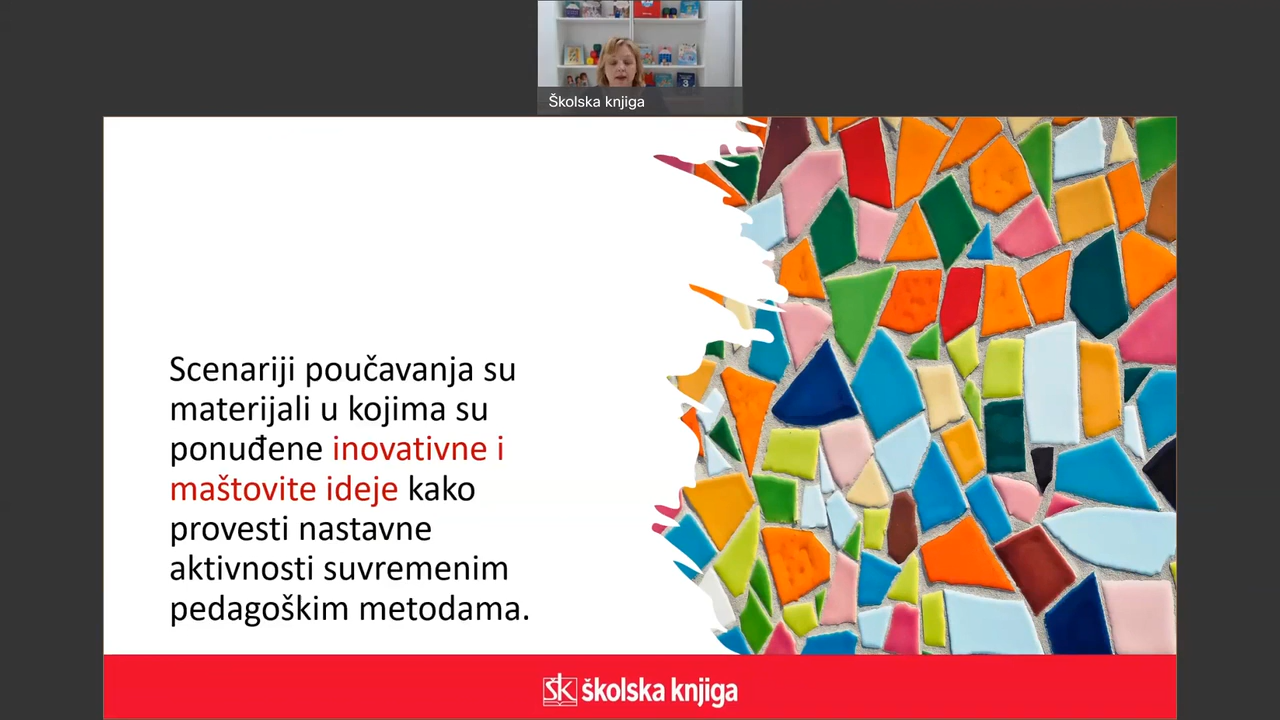 Školska knjiga
Scenariji poučavanja su
materijali u kojima su
ponuđene inovativne i
maštovite ideje kako
provesti nastavne
aktivnosti suvremenim
pedagoškim metodama.
ŠK školska knjiga